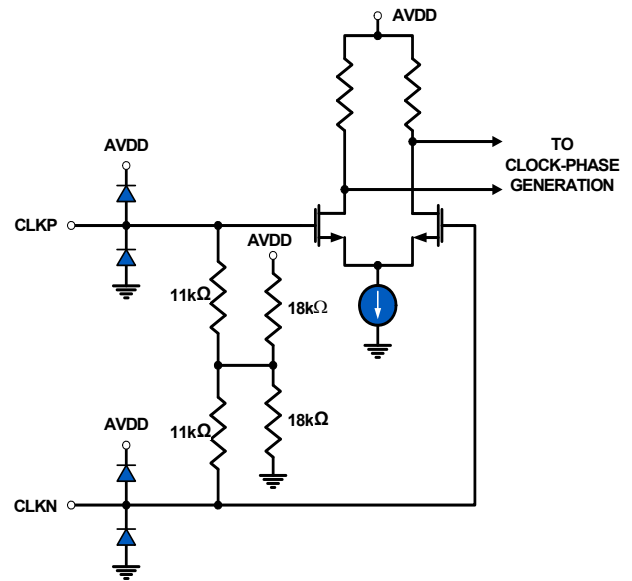 AVDD
AVDD
TO
CLOCK-PHASE
GENERATION
CLKP
AVDD
11kΩ
18kΩ
AVDD
11kΩ
18kΩ
CLKN